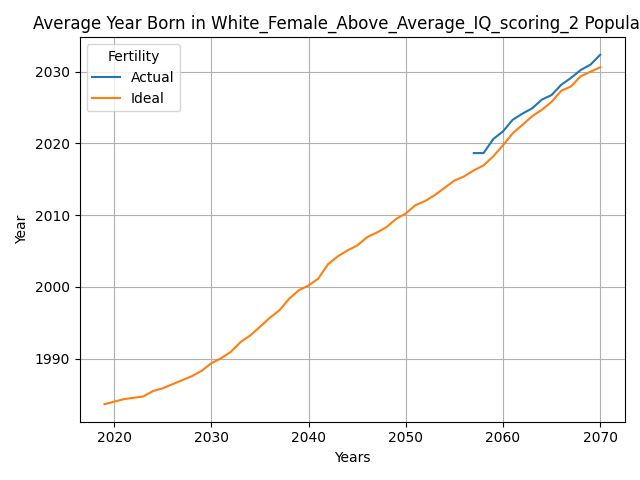 Average Year Born in White_Female_Above_Average_IQ_scoring_2 Popula
Fertility
Actual
Ideal
2030
2020
2010
2000
1990
Year
2020 2030 2040 2050 2060 2070
Years